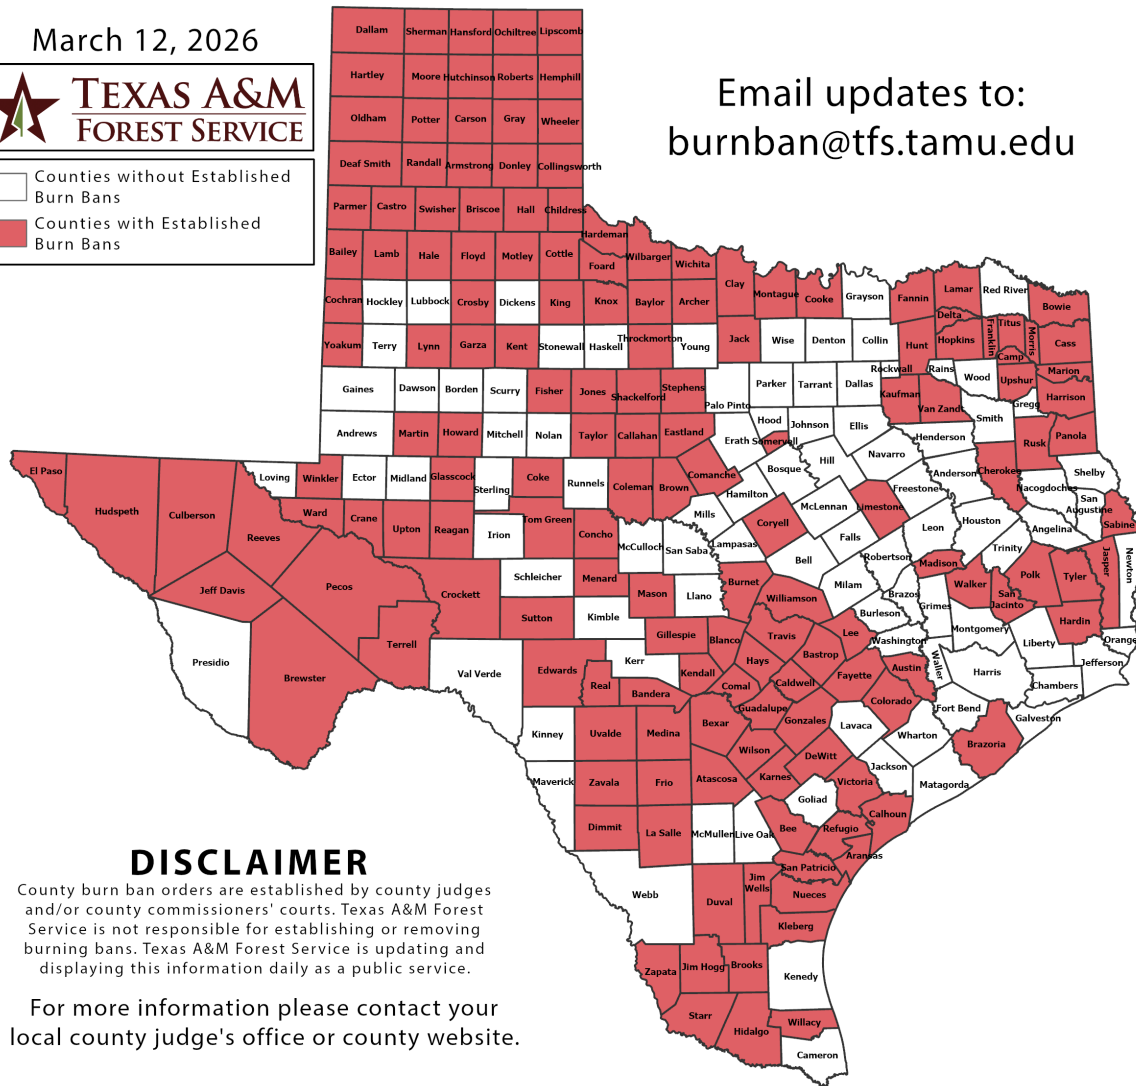 March 12, 2026
TEXAS A&M
FOREST SERVICE
Counties without Established
Burn Bans
Counties with Established
Burn Bans
Email updates to:
burnban@tfs.tamu.edu
Dallam Sherman Hansford Ochiltree Lipscomb
Hartley Moore Hutchinson Roberts Hemphill
Oldham Potter Carson Gray Wheeler
Deaf Smith Randall Armstrong Donley Collingsworth
Parmer Castro Swisher Briscoe Hall Childress
Hardeman
Bailey Lamb Hale Floyd Motley Cottle Foard Wilbarger Wichita
Cochran Hockley Lubbock Crosby Dickens King Knox Baylor Archer Clay Montague Cooke Grayson Fannin Lamar Red River Bowie
Delta Titus
Yoakum Terry Lynn Garza Kent Stonewall Haskell Throckmorton Young Jack Wise Denton Collin Hunt Hopkins Franklin Morris Cass
Camp
Rockwall Rains Marion
Gaines Dawson Borden Scurry Fisher Jones Shackelford Stephens Palo Pinto Parker Tarrant Dallas Kaufman Van Zandt Wood Upshur Harrison
Gregg
Andrews Martin Howard Mitchell Nolan Taylor Callahan Eastland Erath Hood Somervell Johnson Ellis Henderson Smith Rusk Panola
El Paso Hudspeth Culberson Loving Winkler Ector Midland Glasscock Sterling Coke Runnels Coleman Brown Comanche Bosque Hill Navarro Anderson Cherokee Nacogdoches Shelby
Hamilton Freestone San
Augustine
Reeves Ward Crane Upton Reagan Irion Tom Green Concho McCulloch San Saba Mills Lampasas Coryell McLennan Limestone Leon Houston Angelina Sabine
Falls Trinity
Jeff Davis Pecos Crockett Schleicher Menard Mason Llano Burnet Bell Milam Robertson Madison Walker Polk Tyler Jasper Newton
Brazos San
Jacinto
Terrell Sutton Kimble Gillespie Blanco Williamson Burleson Grimes Montgomery Hardin
Travis Lee Washington Liberty Orange
Presidio Brewster Val Verde Edwards Kerr Kendall Hays Bastrop Waller Jefferson
Real Bandera Comal Caldwell Fayette Austin Harris Chambers
Guadalupe Colorado Fort Bend
Kinney Uvalde Medina Bexar Gonzales Lavaca Wharton Galveston
Wilson DeWitt Brazoria
Maverick Zavala Frio Atascosa Karnes Victoria Jackson Matagorda
Goliad
Dimmit La Salle McMullen Live Oak Bee Refugio Calhoun
Aransas
San Patricio
Webb Duval Jim
Wells Nueces
Kleberg
Zapata Jim Hogg Brooks Kenedy
Starr Hidalgo Willacy
Cameron
DISCLAIMER
County burn ban orders are established by county judges
and/or county commissioners' courts. Texas A&M Forest
Service is not responsible for establishing or removing
burning bans. Texas A&M Forest Service is updating and
displaying this information daily as a public service.
For more information please contact your
local county judge's office or county website.